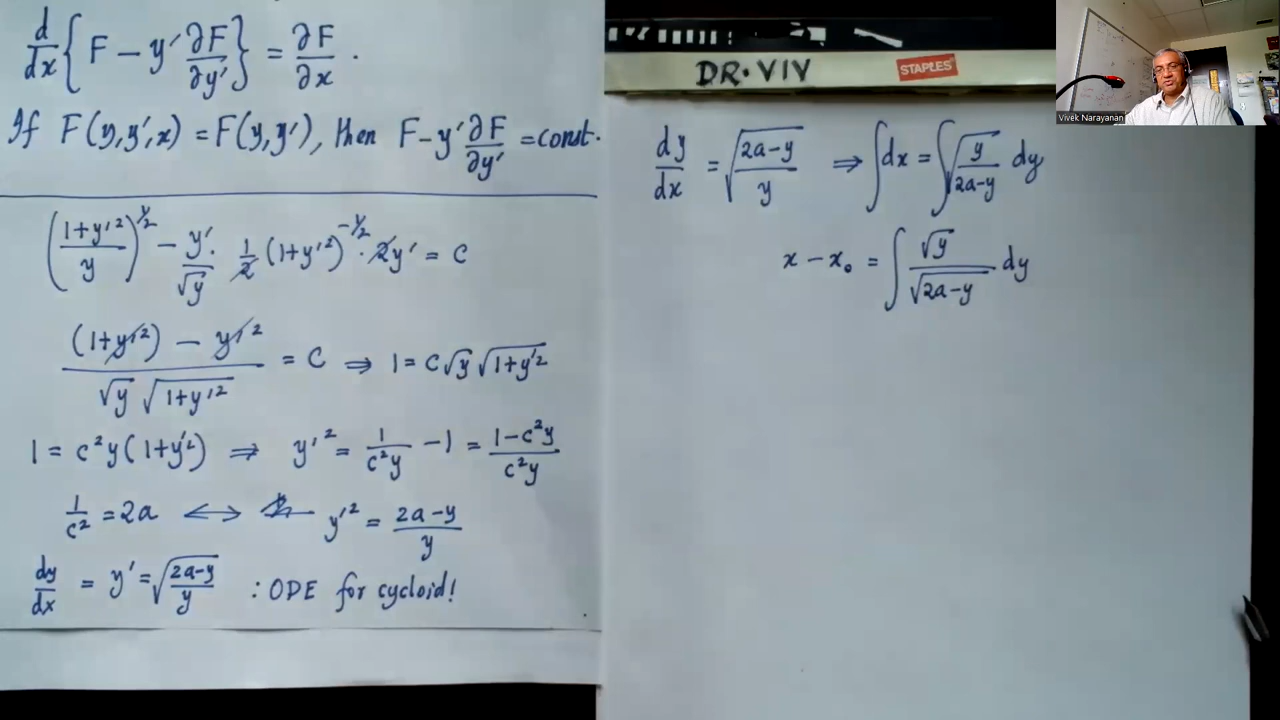 d/dx { F − y′ ∂F/∂y′ } = ∂F/∂x .
If F(y, y′, x) = F(y, y′), then F − y′ ∂F/∂y′ = const.
((1+y′²)/y)^½ − y′/√y · 1/2 (1+y′²)^−½ · 2y′ = C
((1+y′²) − y′²)/(√y √(1+y′²)) = C ⇒ 1 = C√y √(1+y′²)
1 = c²y(1+y′²) ⇒ y′² = 1/(c²y) − 1 = (1−c²y)/(c²y)
1/c² = 2a ⟷ y′² = (2a−y)/y
dy/dx = y′ = √((2a−y)/y) : ODE for cycloid!
DR. VIV
STAPLES
dy/dx = √((2a−y)/y) ⇒ ∫dx = ∫√(y/(2a−y)) dy
x − x₀ = ∫ √y/√(2a−y) dy
Vivek Narayanan